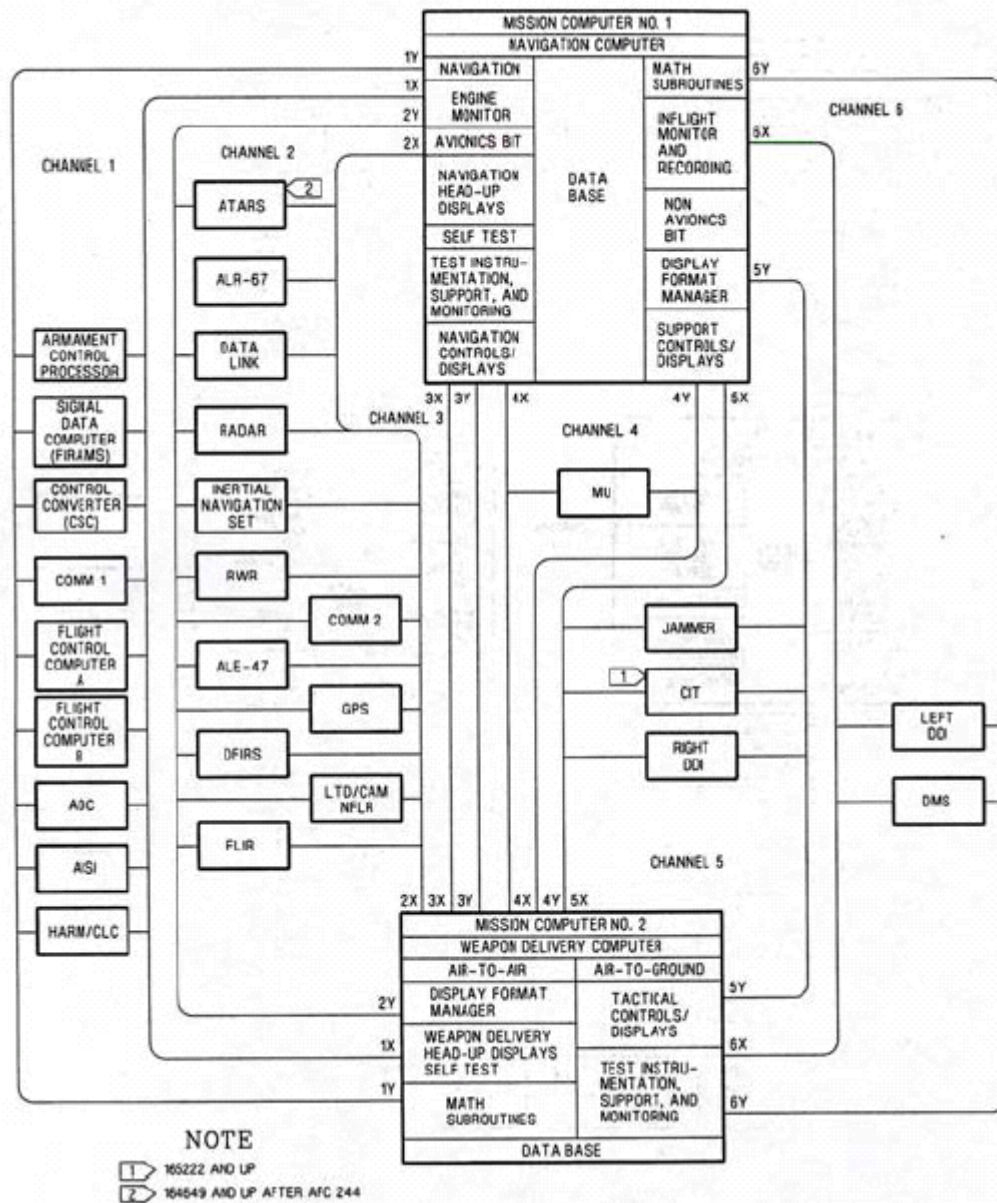 MISSION COMPUTER NO. 1
NAVIGATION COMPUTER
NAVIGATION
ENGINE
MONITOR
AVIONICS BIT
NAVIGATION
HEAD-UP
DISPLAYS
SELF TEST
TEST INSTRU-
MENTATION,
SUPPORT, AND
MONITORING
NAVIGATION
CONTROLS/
DISPLAYS
DATA
BASE
MATH
SUBROUTINES
INFLIGHT
MONITOR
AND
RECORDING
NON
AVIONICS
BIT
DISPLAY
FORMAT
MANAGER
SUPPORT
CONTROLS/
DISPLAYS
1Y
1X
2Y
2X
6Y
6X
5Y
3X
3Y
4X
4Y
5X
CHANNEL 1
ARMAMENT
CONTROL
PROCESSOR
SIGNAL
DATA
COMPUTER
(FIRAMS)
CONTROL
CONVERTER
(CSC)
COMM 1
FLIGHT
CONTROL
COMPUTER
A
FLIGHT
CONTROL
COMPUTER
B
ADC
AISI
HARM/CLC
CHANNEL 2
2
ATARS
ALR-67
DATA
LINK
RADAR
INERTIAL
NAVIGATION
SET
RWR
COMM 2
ALE-47
GPS
DFIRS
LTD/CAM
NFLR
FLIR
CHANNEL 3
CHANNEL 4
MU
JAMMER
1
CIT
RIGHT
DDI
CHANNEL 5
CHANNEL 6
LEFT
DDI
DMS
2X
3X
3Y
4X
4Y
5X
MISSION COMPUTER NO. 2
WEAPON DELIVERY COMPUTER
AIR-TO-AIR
DISPLAY FORMAT
MANAGER
WEAPON DELIVERY
HEAD-UP DISPLAYS
SELF TEST
MATH
SUBROUTINES
AIR-TO-GROUND
TACTICAL
CONTROLS/
DISPLAYS
TEST INSTRU-
MENTATION,
SUPPORT, AND
MONITORING
DATA BASE
2Y
1X
1Y
5Y
6X
6Y
NOTE
1 165222 AND UP
2 164649 AND UP AFTER AFC 244